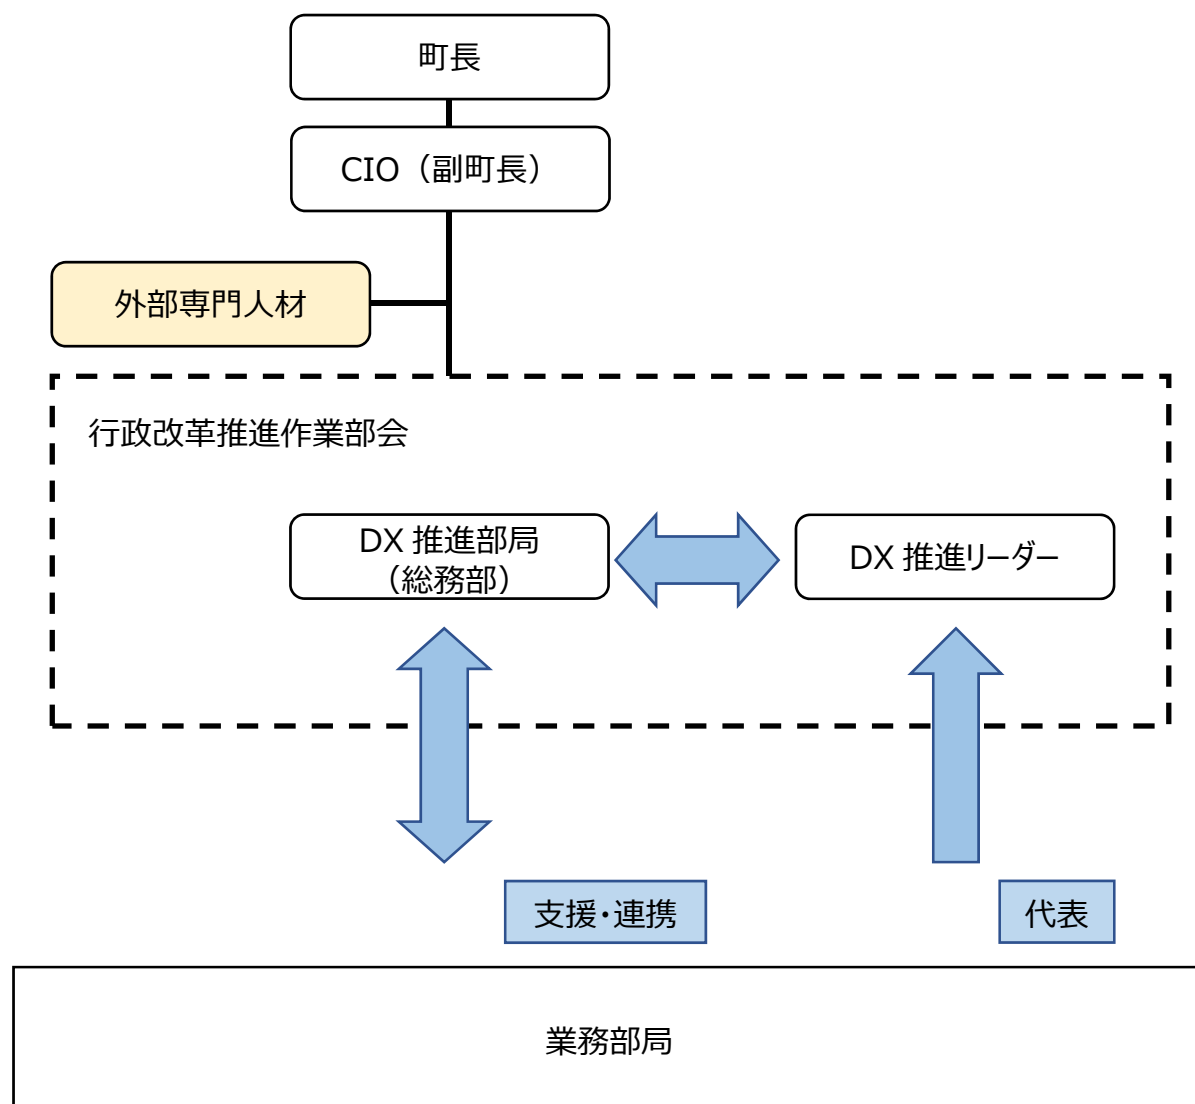 町長
CIO（副町長）
外部専門人材
行政改革推進作業部会
DX 推進部局
（総務部）
DX 推進リーダー
支援・連携
代表
業務部局